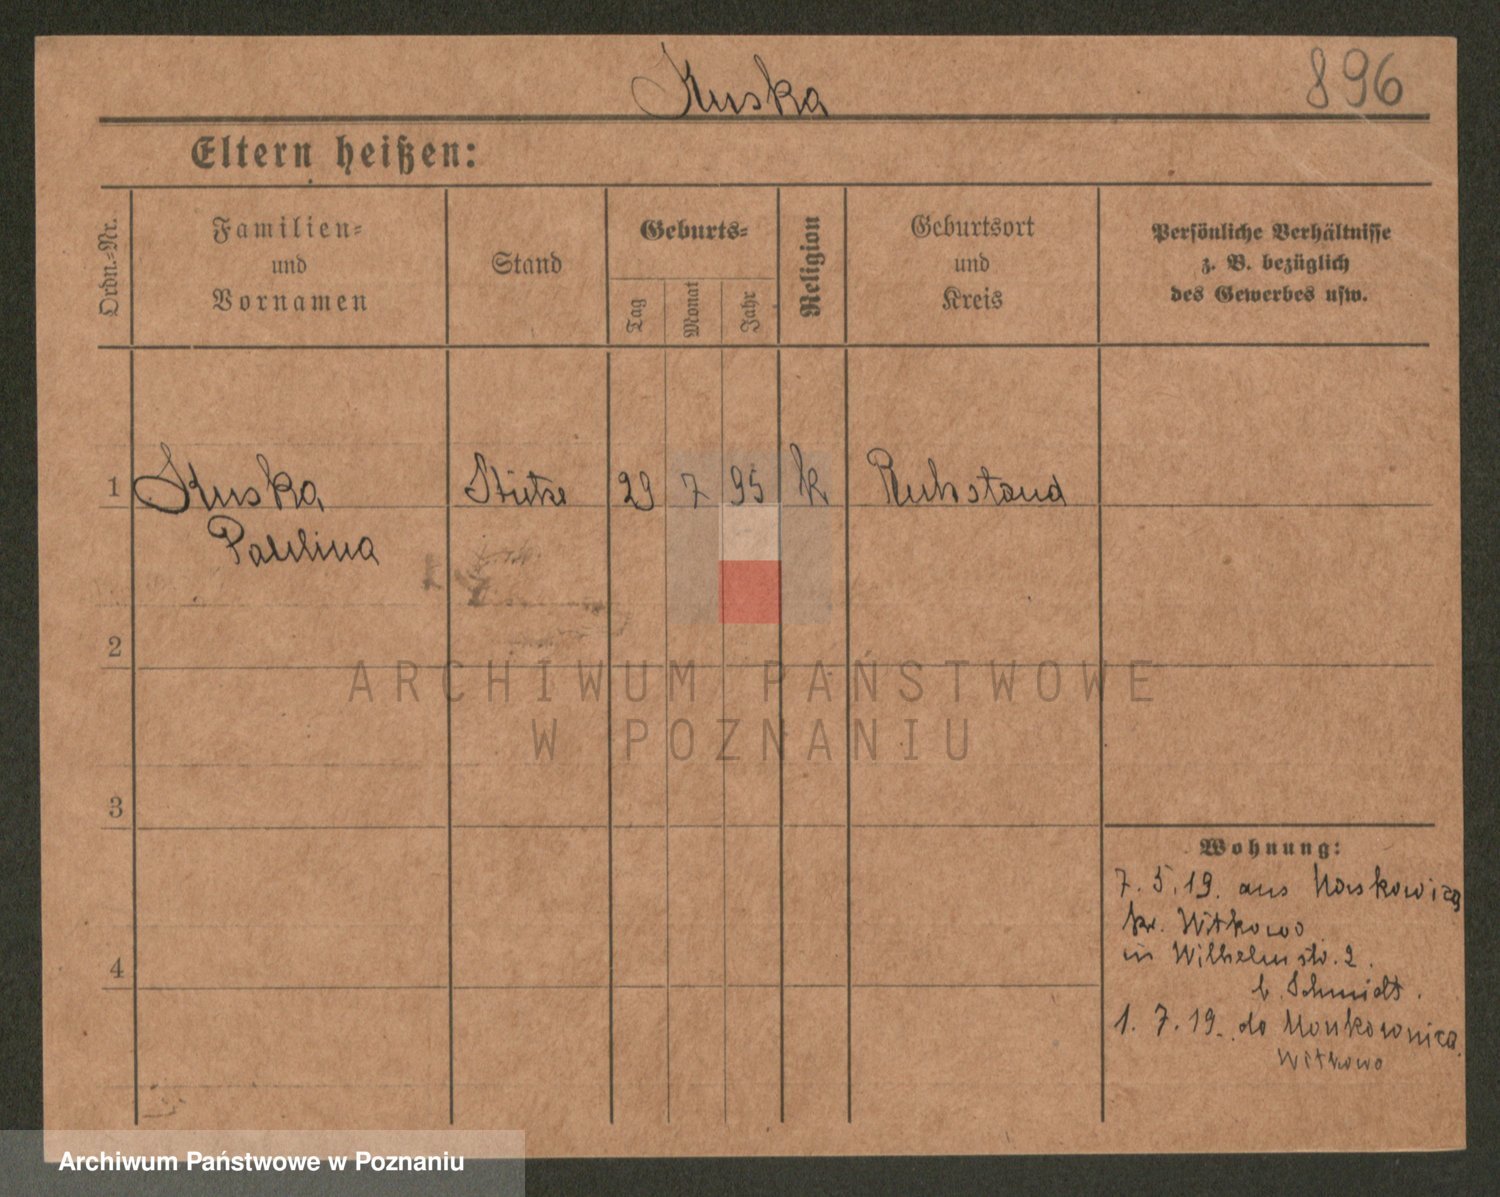 Kuska
896
Eltern heißen:
Ordn.-Nr.
Familien-
und
Vornamen
Stand
Geburts-
Tag
Monat
Jahr
Religion
Geburtsort
und
Kreis
Persönliche Verhältnisse
z. B. bezüglich
des Gewerbes usw.
1 Kuska Stütze 29 7 95 k Ruhstand
Paulina
2
ARCHIWUM PAŃSTWOWE
W POZNANIU
3
Wohnung:
7.5.19. aus
kr. Witkowo
in Wilhelmstr. 2.
b. Schmidt.
4
1. 7. 19. do
Witkowo
Archiwum Państwowe w Poznaniu